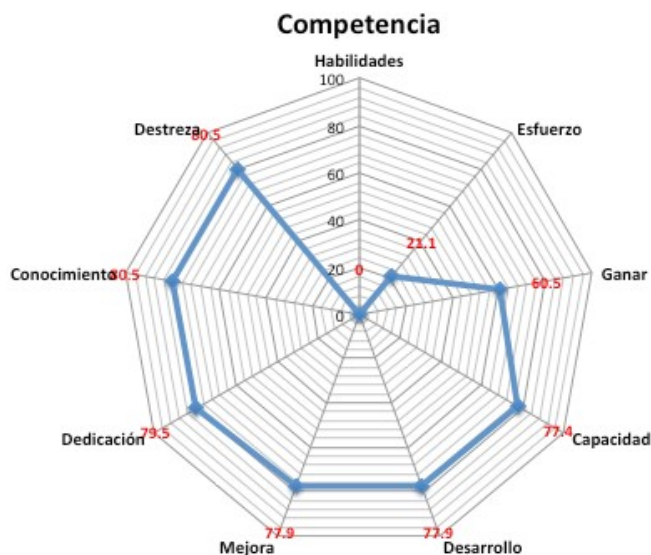 Competencia
Habilidades
100
80
60
40
20
0
Esfuerzo
21.1
0
Ganar
60.5
Capacidad
77.4
Desarrollo
77.9
Mejora
77.9
Dedicación
79.5
Conocimiento
80.5
Destreza
80.5